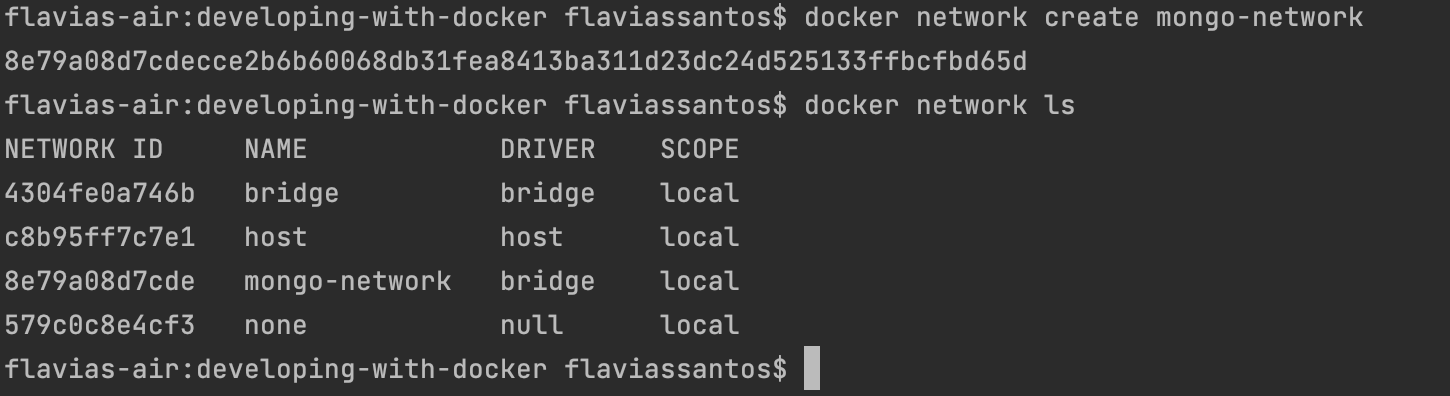 flavias-air:developing-with-docker flaviassantos$ docker network create mongo-network
8e79a08d7cdecce2b6b60068db31fea8413ba311d23dc24d525133ffbcfbd65d
flavias-air:developing-with-docker flaviassantos$ docker network ls
NETWORK ID     NAME            DRIVER    SCOPE
4304fe0a746b   bridge          bridge    local
c8b95ff7c7e1   host            host      local
8e79a08d7cde   mongo-network   bridge    local
579c0c8e4cf3   none            null      local
flavias-air:developing-with-docker flaviassantos$